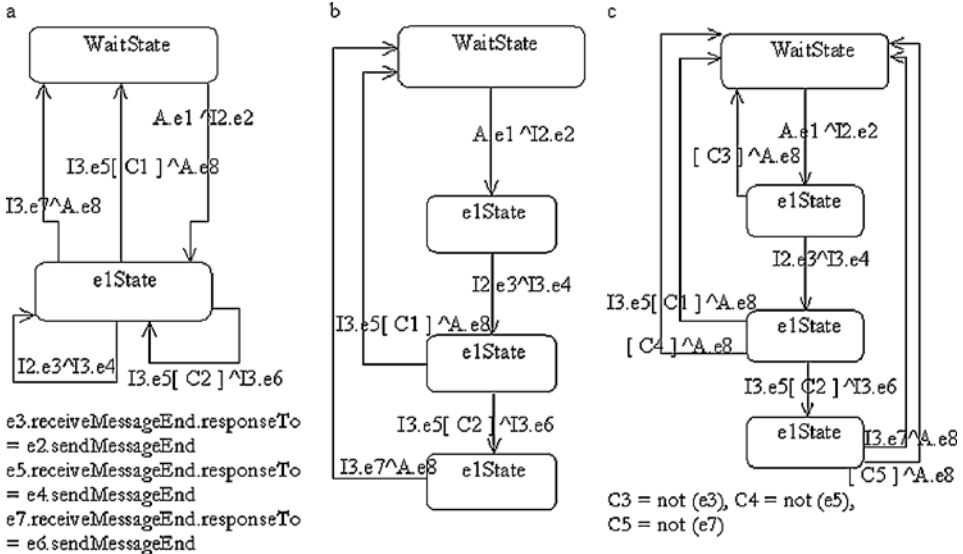 a
WaitState
A.e1^I2.e2
I3.e5[ C1 ]^A.e8
I3.e7^A.e8
e1State
I2.e3^I3.e4
I3.e5[ C2 ]^I3.e6
e3.receiveMessageEnd.responseTo
= e2.sendMessageEnd
e5.receiveMessageEnd.responseTo
= e4.sendMessageEnd
e7.receiveMessageEnd.responseTo
= e6.sendMessageEnd
b
WaitState
A.e1^I2.e2
e1State
I2.e3^I3.e4
I3.e5[ C1 ]^A.e8
e1State
I3.e5[ C2 ]^I3.e6
I3.e7^A.e8
e1State
c
WaitState
A.e1^I2.e2
[ C3 ]^A.e8
e1State
I2.e3^I3.e4
I3.e5[ C1 ]^A.e8
e1State
[ C4 ]^A.e8
I3.e5[ C2 ]^I3.e6
e1State
I3.e7^A.e8
[ C5 ]^A.e8
C3 = not (e3), C4 = not (e5),
C5 = not (e7)